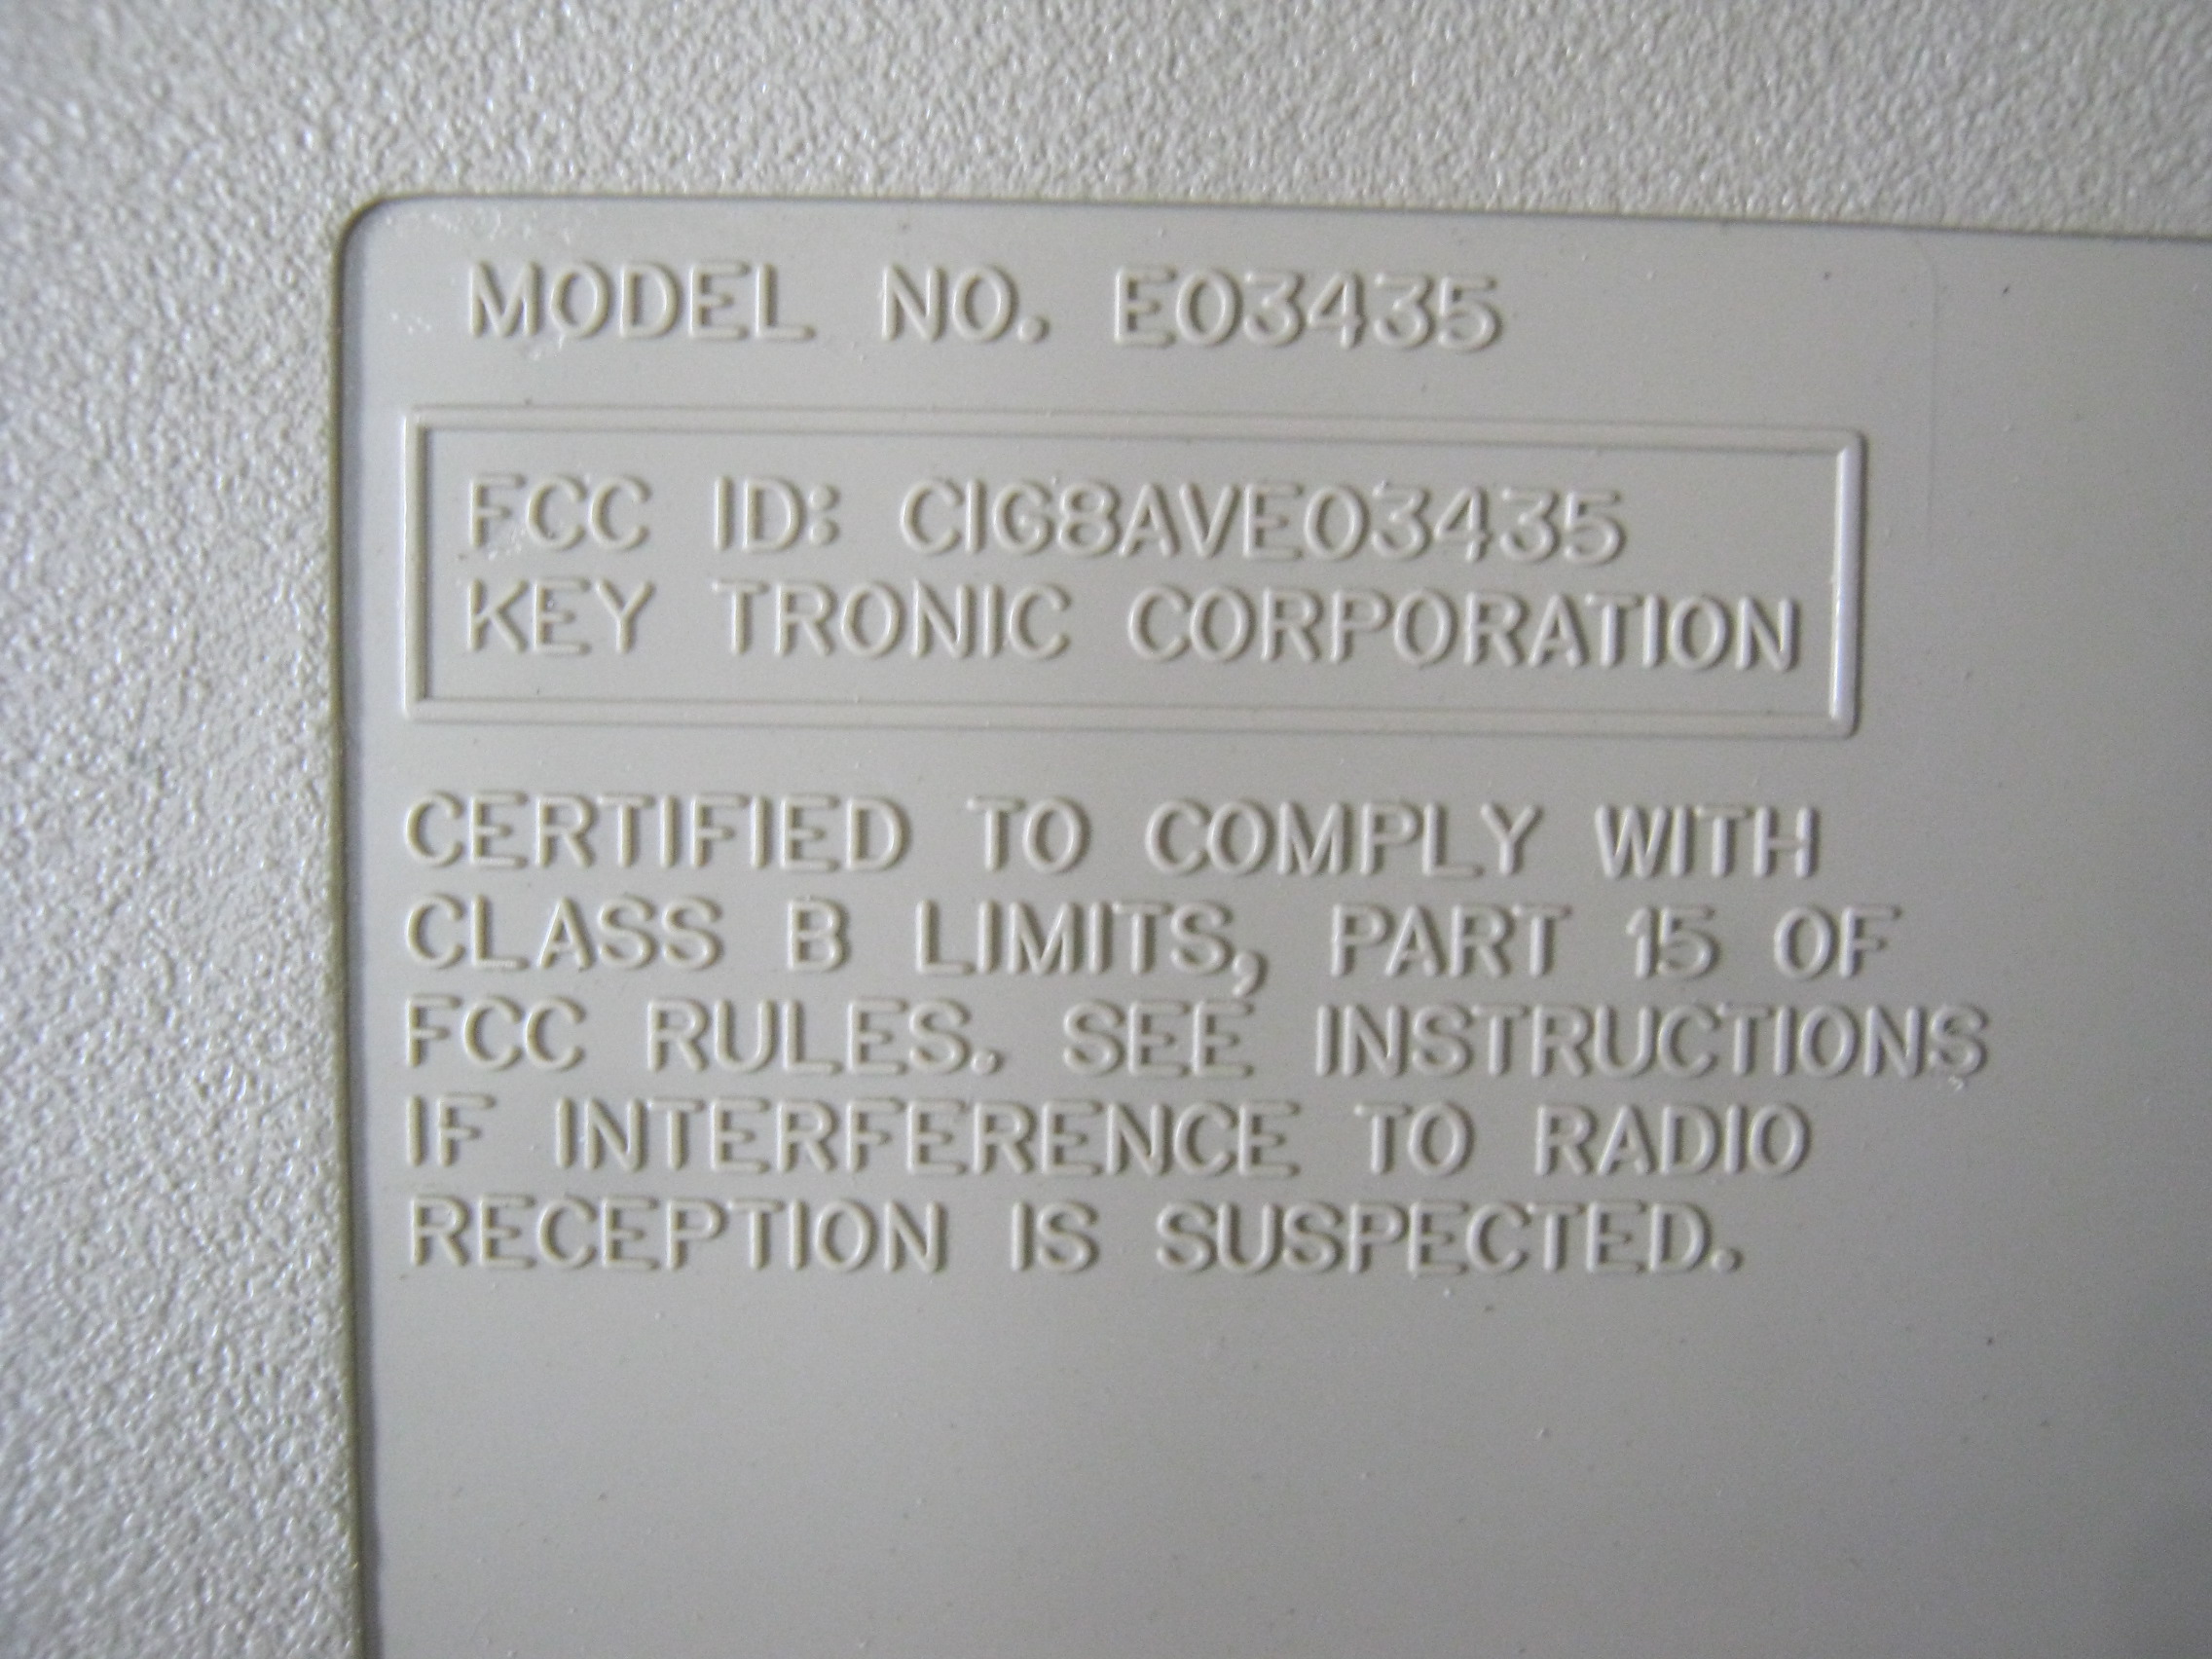 MODEL NO. E03435
FCC ID: CIG8AVE03435
KEY TRONIC CORPORATION
CERTIFIED TO COMPLY WITH
CLASS B LIMITS, PART 15 OF
FCC RULES. SEE INSTRUCTIONS
IF INTERFERENCE TO RADIO
RECEPTION IS SUSPECTED.